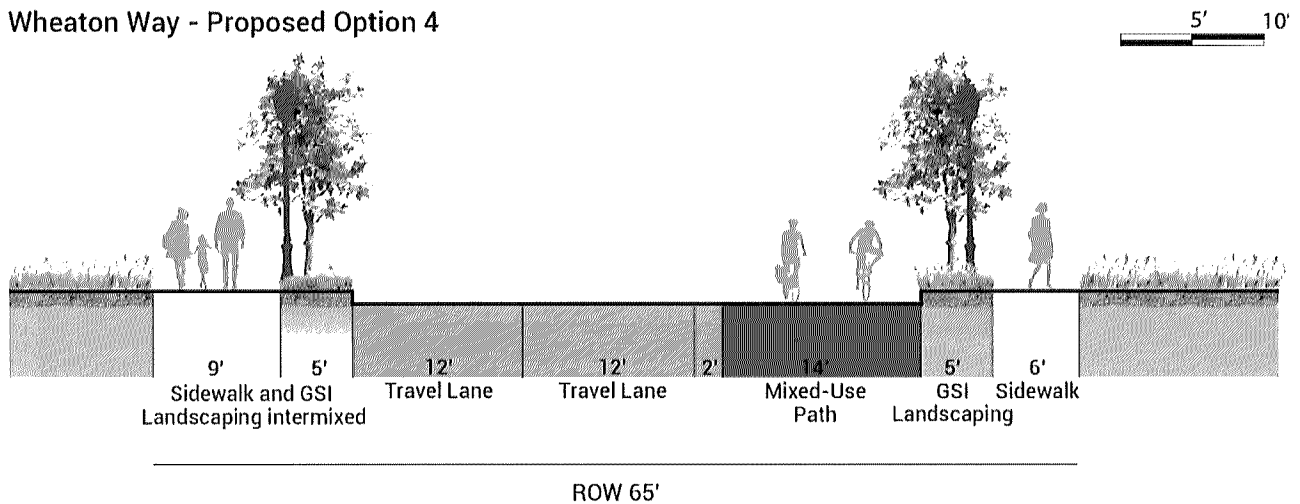 Wheaton Way - Proposed Option 4
5' 10'
9' 5' 12' 12' 2' 14' 5' 6'
Sidewalk and GSI
Landscaping intermixed
Travel Lane
Travel Lane
Mixed-Use
Path
GSI
Landscaping
Sidewalk
ROW 65'